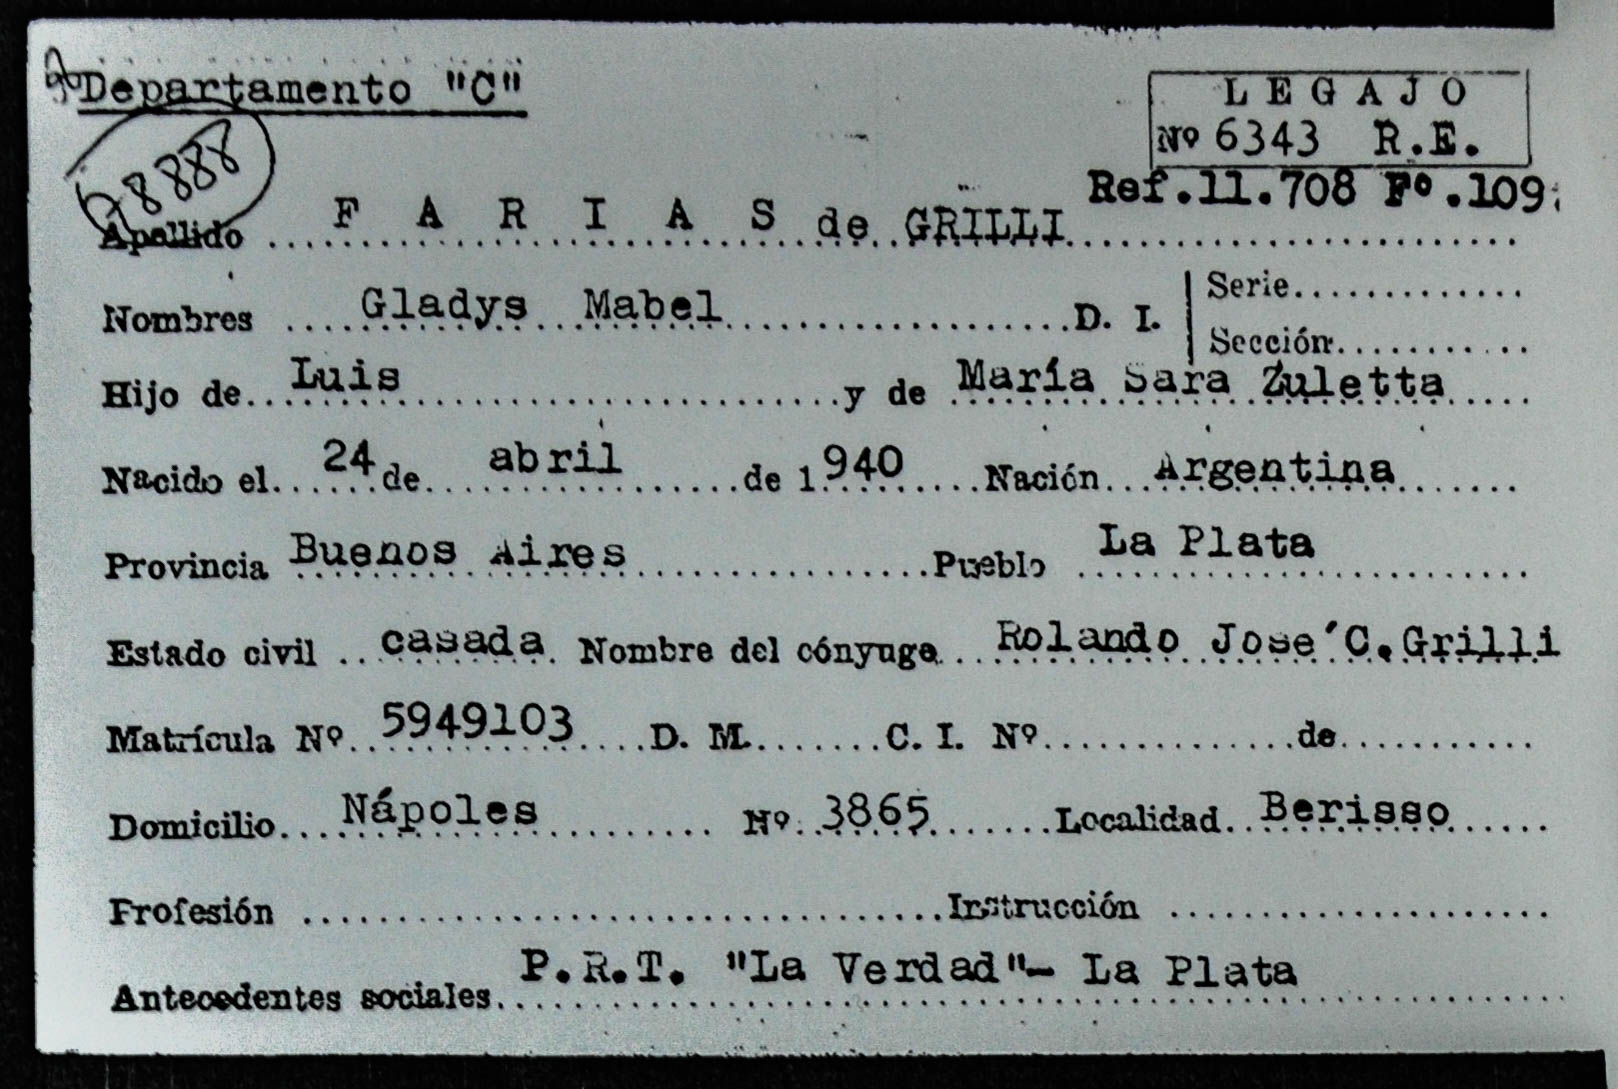 Departamento "C"
LEGAJO
Nº 6343 R.E.
Ref.11.708 Fº.109
Apellido FARIAS de GRILLI
Nombres Gladys Mabel D. I. Serie
Sección
Hijo de Luis y de María Sara Zuletta
Nacido el 24 de abril de 1.940 Nación Argentina
Provincia Buenos Aires Pueblo La Plata
Estado civil casada Nombre del cónyuge Rolando José C. Grilli
Matrícula Nº 5949103 D. M. C. I. Nº de
Domicilio Nápoles Nº 3865 Localidad Berisso
Profesión Instrucción
Antecedentes sociales P.R.T. "La Verdad"- La Plata